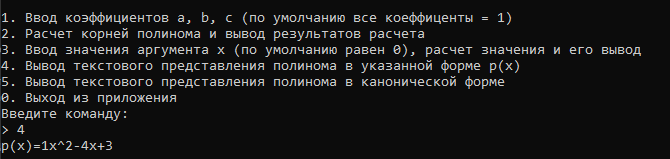 1. Ввод коэффициентов a, b, c (по умолчанию все коеффиценты = 1)
2. Расчет корней полинома и вывод результатов расчета
3. Ввод значения аргумента x (по умолчанию равен 0), расчет значения и его вывод
4. Вывод текстового представления полинома в указанной форме p(x)
5. Вывод текстового представления полинома в канонической форме
0. Выход из приложения
Введите команду:
> 4
p(x)=1x^2-4x+3